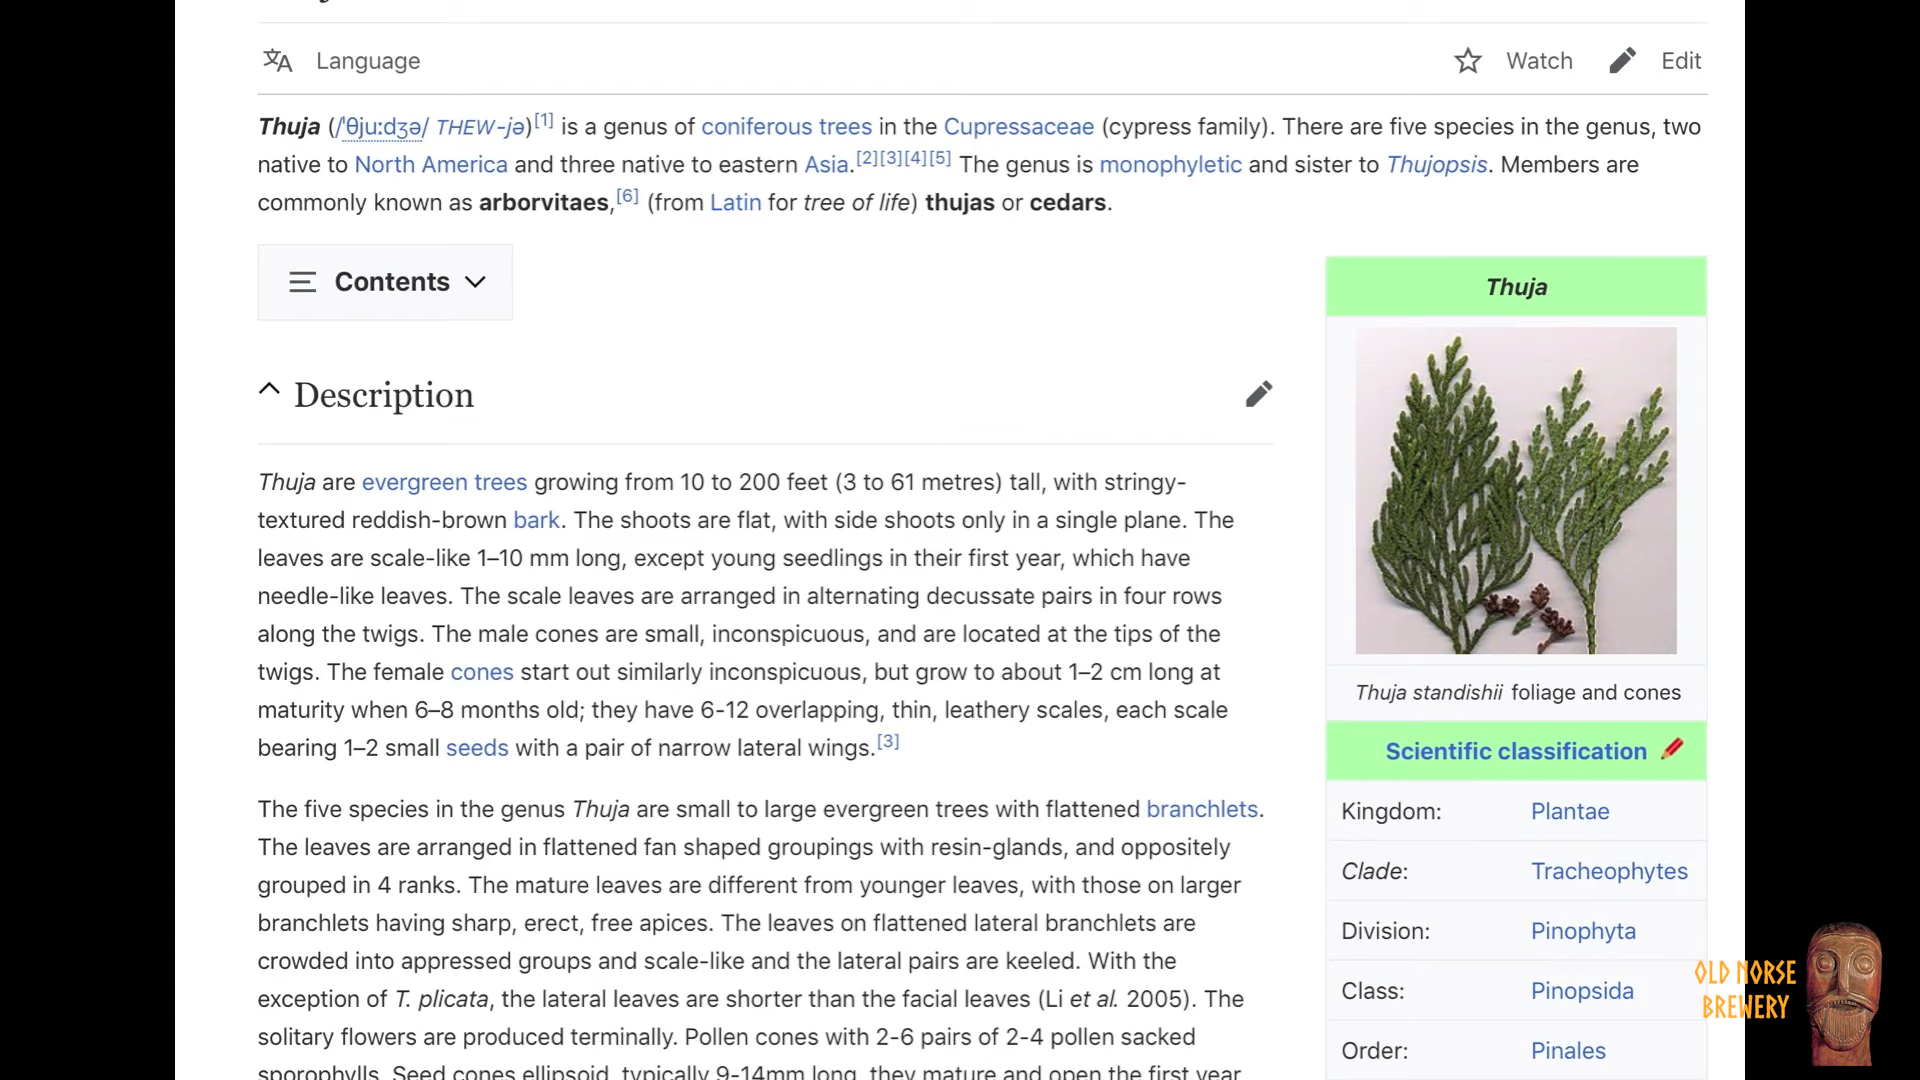 Language
Watch
Edit
Thuja (/ˈθjuːdʒə/ THEW-jə)[1] is a genus of coniferous trees in the Cupressaceae (cypress family). There are five species in the genus, two
native to North America and three native to eastern Asia.[2][3][4][5] The genus is monophyletic and sister to Thujopsis. Members are
commonly known as arborvitaes,[6] (from Latin for tree of life) thujas or cedars.
Contents
Description
Thuja are evergreen trees growing from 10 to 200 feet (3 to 61 metres) tall, with stringy-
textured reddish-brown bark. The shoots are flat, with side shoots only in a single plane. The
leaves are scale-like 1–10 mm long, except young seedlings in their first year, which have
needle-like leaves. The scale leaves are arranged in alternating decussate pairs in four rows
along the twigs. The male cones are small, inconspicuous, and are located at the tips of the
twigs. The female cones start out similarly inconspicuous, but grow to about 1–2 cm long at
maturity when 6–8 months old; they have 6-12 overlapping, thin, leathery scales, each scale
bearing 1–2 small seeds with a pair of narrow lateral wings.[3]
The five species in the genus Thuja are small to large evergreen trees with flattened branchlets.
The leaves are arranged in flattened fan shaped groupings with resin-glands, and oppositely
grouped in 4 ranks. The mature leaves are different from younger leaves, with those on larger
branchlets having sharp, erect, free apices. The leaves on flattened lateral branchlets are
crowded into appressed groups and scale-like and the lateral pairs are keeled. With the
exception of T. plicata, the lateral leaves are shorter than the facial leaves (Li et al. 2005). The
solitary flowers are produced terminally. Pollen cones with 2-6 pairs of 2-4 pollen sacked
sporophylls. Seed cones ellipsoid, typically 9-14mm long, they mature and open the first year.
Thuja
Thuja standishii foliage and cones
Scientific classification
Kingdom: Plantae
Clade: Tracheophytes
Division: Pinophyta
Class: Pinopsida
Order: Pinales
OLD NORSE
BREWERY